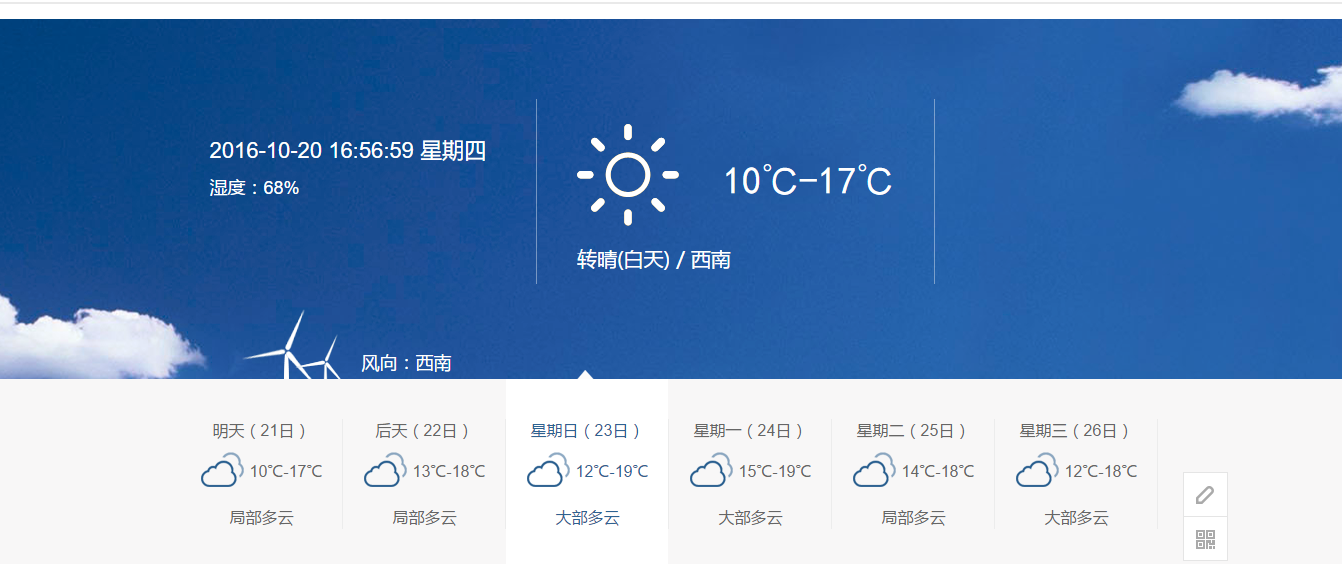 2016-10-20 16:56:59 星期四
湿度：68%
10℃-17℃
转晴(白天) / 西南
风向：西南
明天（21日） 后天（22日） 星期日（23日） 星期一（24日） 星期二（25日） 星期三（26日）
10℃-17℃ 13℃-18℃ 12℃-19℃ 15℃-19℃ 14℃-18℃ 12℃-18℃
局部多云 局部多云 大部多云 大部多云 局部多云 大部多云